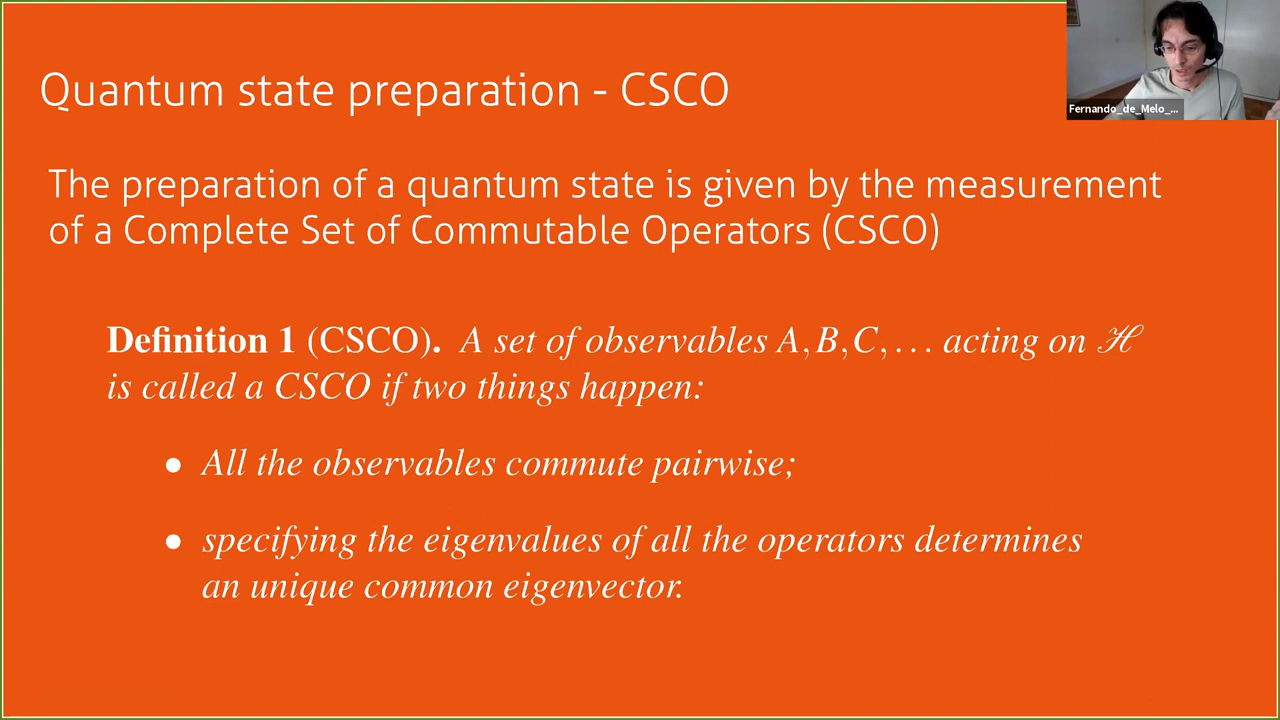 Quantum state preparation - CSCO
Fernando_de_Melo_...
The preparation of a quantum state is given by the measurement
of a Complete Set of Commutable Operators (CSCO)
Definition 1 (CSCO). A set of observables A,B,C,... acting on ℋ
is called a CSCO if two things happen:
• All the observables commute pairwise;
• specifying the eigenvalues of all the operators determines
an unique common eigenvector.